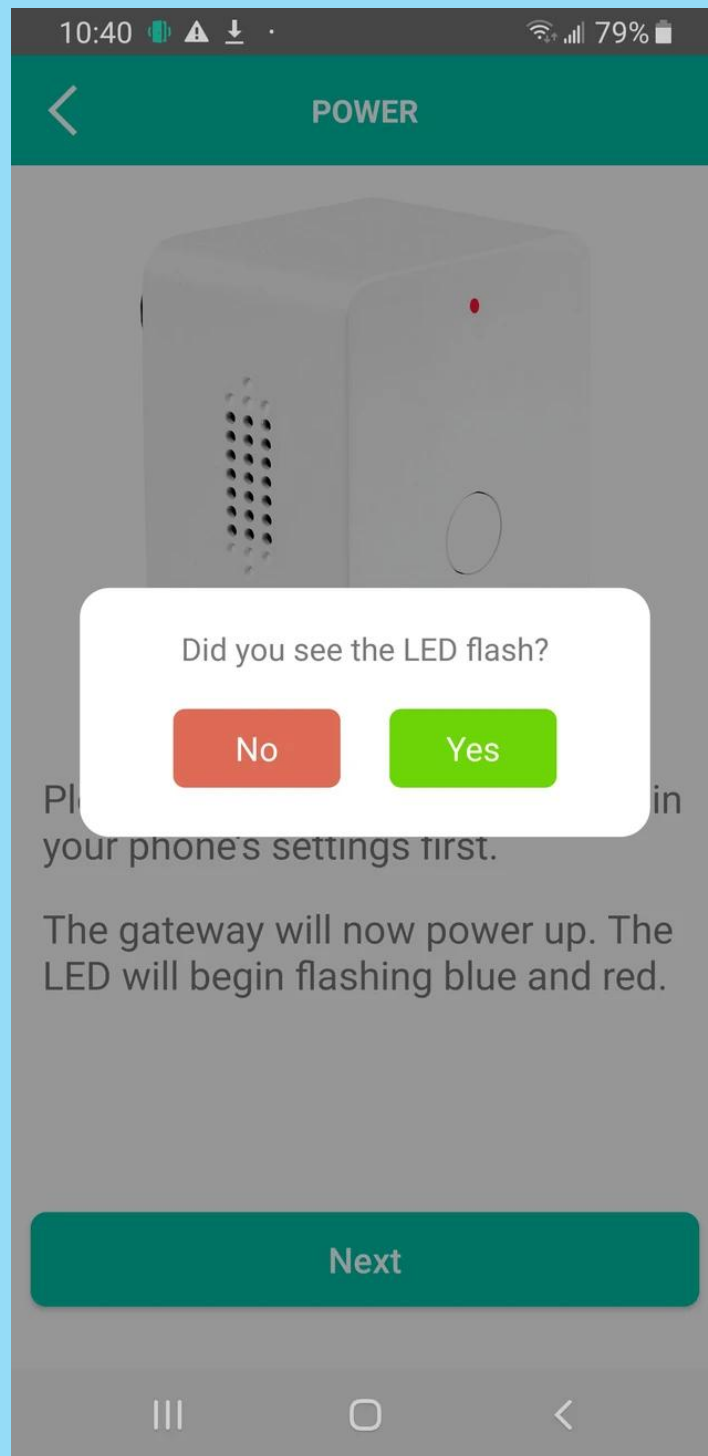 10:40
79%
POWER
Did you see the LED flash?
No
Yes
in
your phone's settings first.
The gateway will now power up. The
LED will begin flashing blue and red.
Next